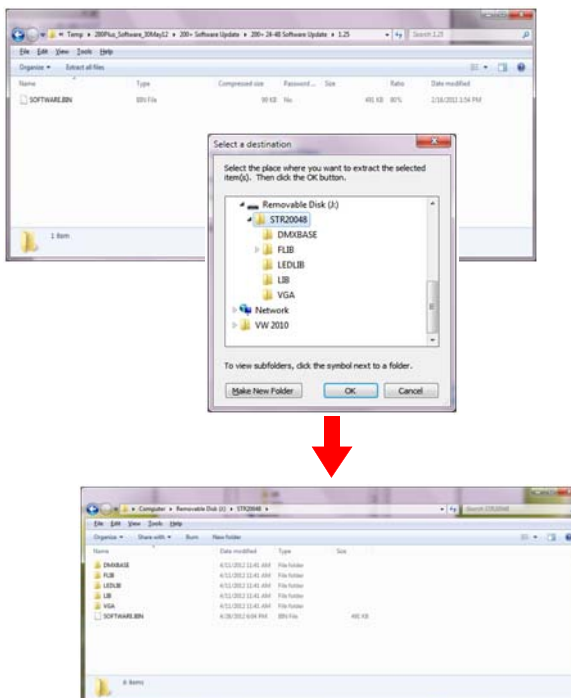 Temp ▸ 200Plus_Software_30May12 ▸ 200+ Software Update ▸ 200+ 24-48 Software Update ▸ 1.25
Search 1.25
File Edit View Tools Help
Organize Extract all files
Name Type Compressed size Password ... Size Ratio Date modified
SOFTWARE.BIN BIN File 99 KB No 491 KB 80% 2/16/2011 1:56 PM
1 item
Select a destination
Select the place where you want to extract the selected
item(s). Then click the OK button.
Removable Disk (J:)
STR20048
DMXBASE
FLIB
LEDLIB
LIB
VGA
Network
VW 2010
To view subfolders, click the symbol next to a folder.
Make New Folder OK Cancel
Computer ▸ Removable Disk (J:) ▸ STR20048 ▸
Search STR20048
File Edit View Tools Help
Organize Share with Burn New folder
Name Date modified Type Size
DMXBASE 4/11/2012 11:41 AM File folder
FLIB 4/11/2012 11:41 AM File folder
LEDLIB 4/11/2012 11:41 AM File folder
LIB 4/11/2012 11:41 AM File folder
VGA 4/11/2012 11:41 AM File folder
SOFTWARE.BIN 6:04 PM BIN File 491 KB
6 items